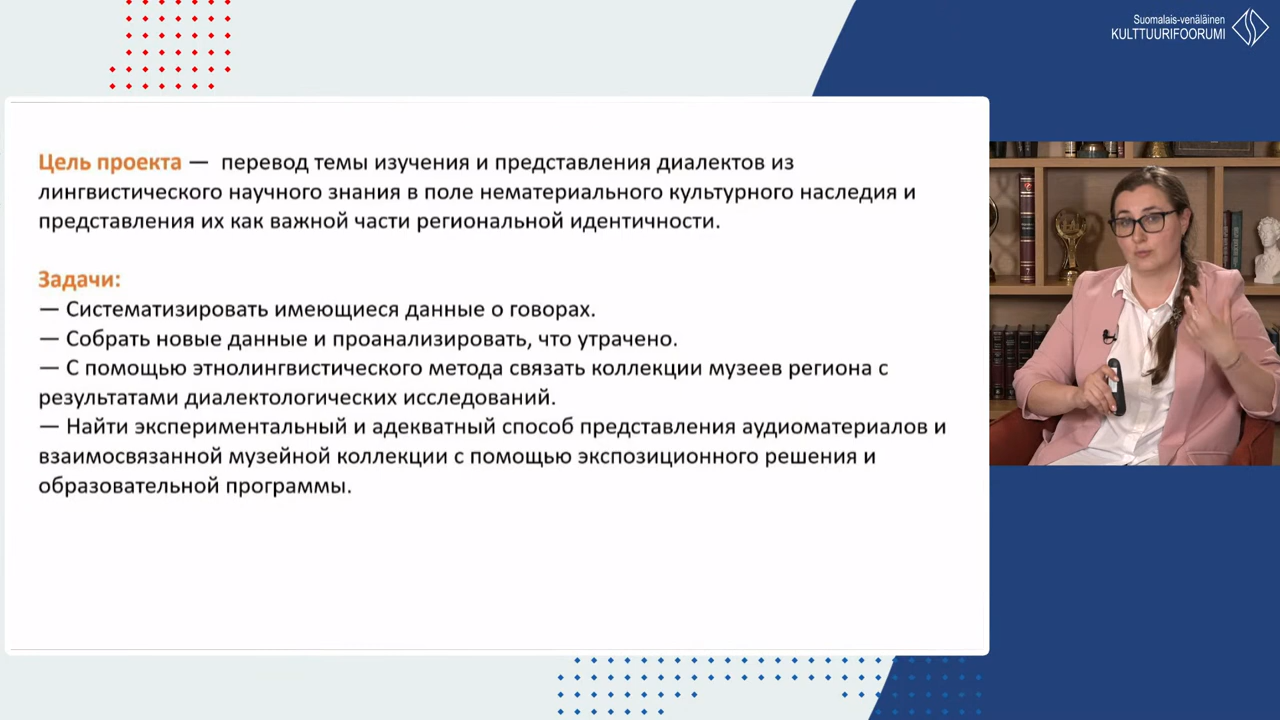 Suomalais-venäläinen
KULTTUURIFOORUMI
Цель проекта — перевод темы изучения и представления диалектов из
лингвистического научного знания в поле нематериального культурного наследия и
представления их как важной части региональной идентичности.
Задачи:
— Систематизировать имеющиеся данные о говорах.
— Собрать новые данные и проанализировать, что утрачено.
— С помощью этнолингвистического метода связать коллекции музеев региона с
результатами диалектологических исследований.
— Найти экспериментальный и адекватный способ представления аудиоматериалов и
взаимосвязанной музейной коллекции с помощью экспозиционного решения и
образовательной программы.
7